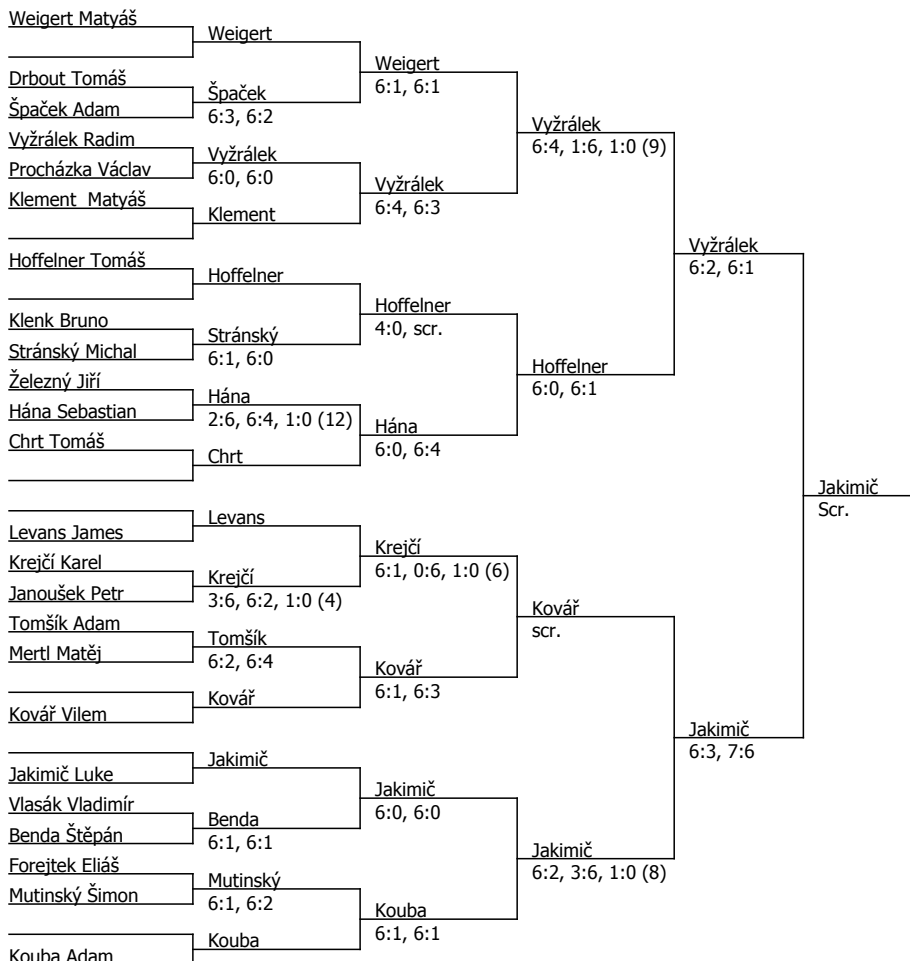 Weigert Matyáš
Drbout Tomáš
Špaček Adam
Vyžrálek Radim
Procházka Václav
Klement Matyáš
Hoffelner Tomáš
Klenk Bruno
Stránský Michal
Železný Jiří
Hána Sebastian
Chrt Tomáš
Levans James
Krejčí Karel
Janoušek Petr
Tomšík Adam
Mertl Matěj
Kovář Vilem
Jakimič Luke
Vlasák Vladimír
Benda Štěpán
Forejtek Eliáš
Mutinský Šimon
Kouba Adam
Weigert
Špaček
6:3, 6:2
Vyžrálek
6:0, 6:0
Klement
Hoffelner
Stránský
6:1, 6:0
Hána
2:6, 6:4, 1:0 (12)
Chrt
Levans
Krejčí
3:6, 6:2, 1:0 (4)
Tomšík
6:2, 6:4
Kovář
Jakimič
Benda
6:1, 6:1
Mutinský
6:1, 6:2
Kouba
Weigert
6:1, 6:1
Vyžrálek
6:4, 6:3
Hoffelner
4:0, scr.
Hána
6:0, 6:4
Krejčí
6:1, 0:6, 1:0 (6)
Kovář
6:1, 6:3
Jakimič
6:0, 6:0
Kouba
6:1, 6:1
Vyžrálek
6:4, 1:6, 1:0 (9)
Hoffelner
6:0, 6:1
Kovář
scr.
Jakimič
6:2, 3:6, 1:0 (8)
Vyžrálek
6:2, 6:1
Jakimič
6:3, 7:6
Jakimič
Scr.